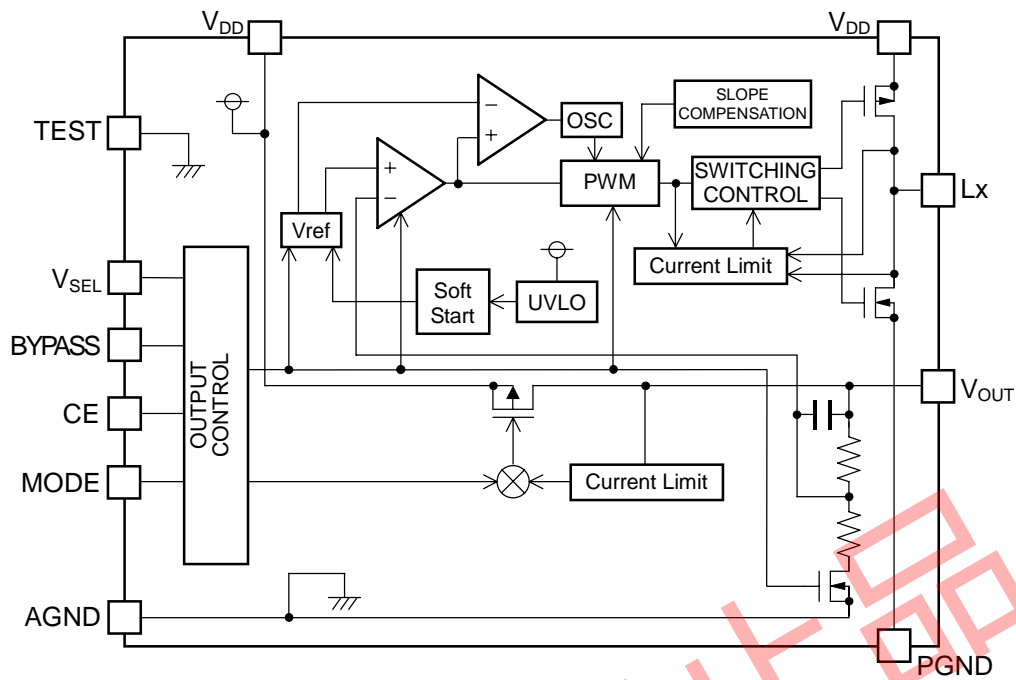 VDD
VDD
TEST
SLOPE
COMPENSATION
−
+
OSC
+
−
PWM
SWITCHING
CONTROL
Lx
Vref
Current Limit
VSEL
Soft
Start
UVLO
BYPASS
OUTPUT
CONTROL
VOUT
CE
MODE
Current Limit
AGND
PGND
品